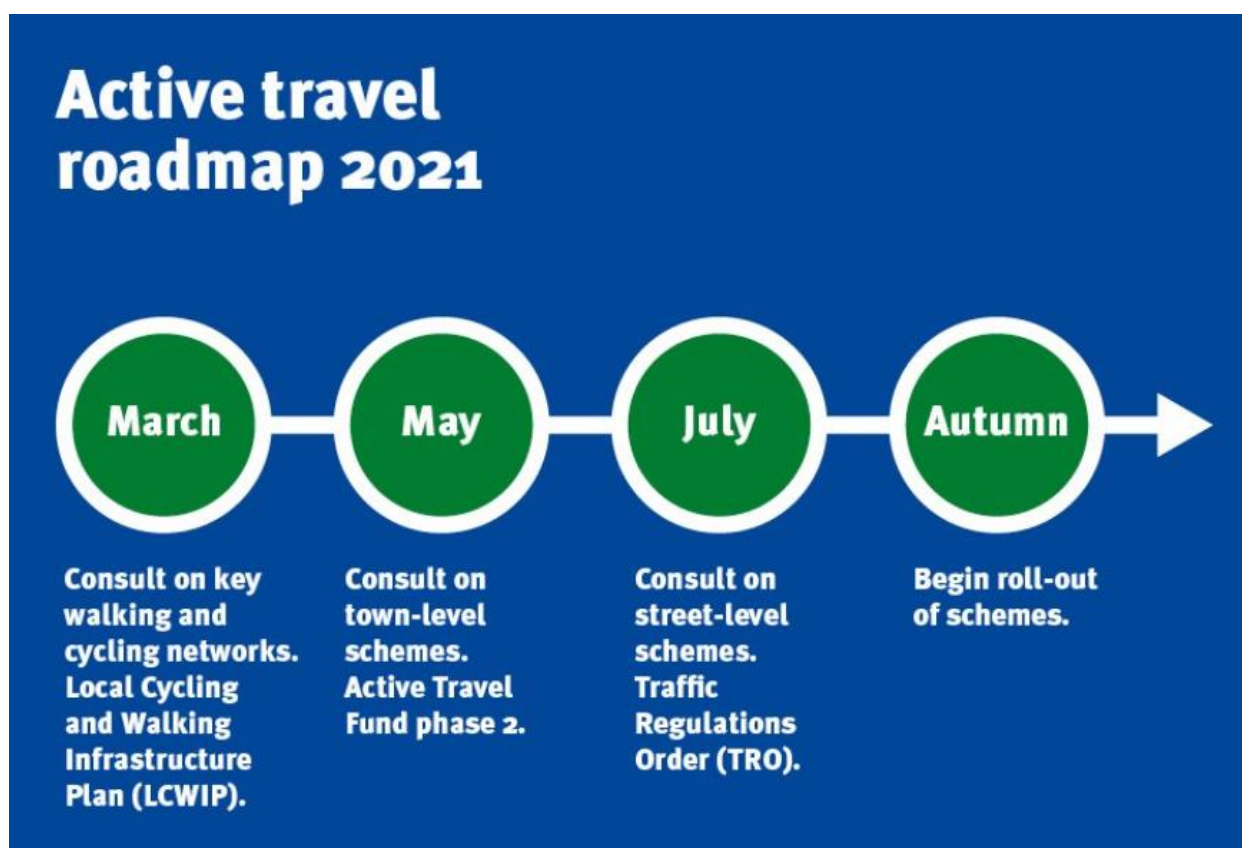 Active travel
roadmap 2021
March
May
July
Autumn
Consult on key
walking and
cycling networks.
Local Cycling
and Walking
Infrastructure
Plan (LCWIP).
Consult on
town-level
schemes.
Active Travel
Fund phase 2.
Consult on
street-level
schemes.
Traffic
Regulations
Order (TRO).
Begin roll-out
of schemes.